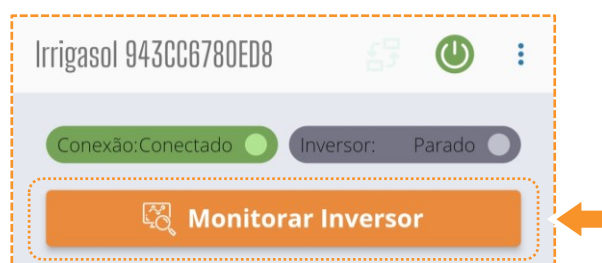 Irrigasol 943CC6780ED8
Conexão:Conectado
Inversor: Parado
Monitorar Inversor